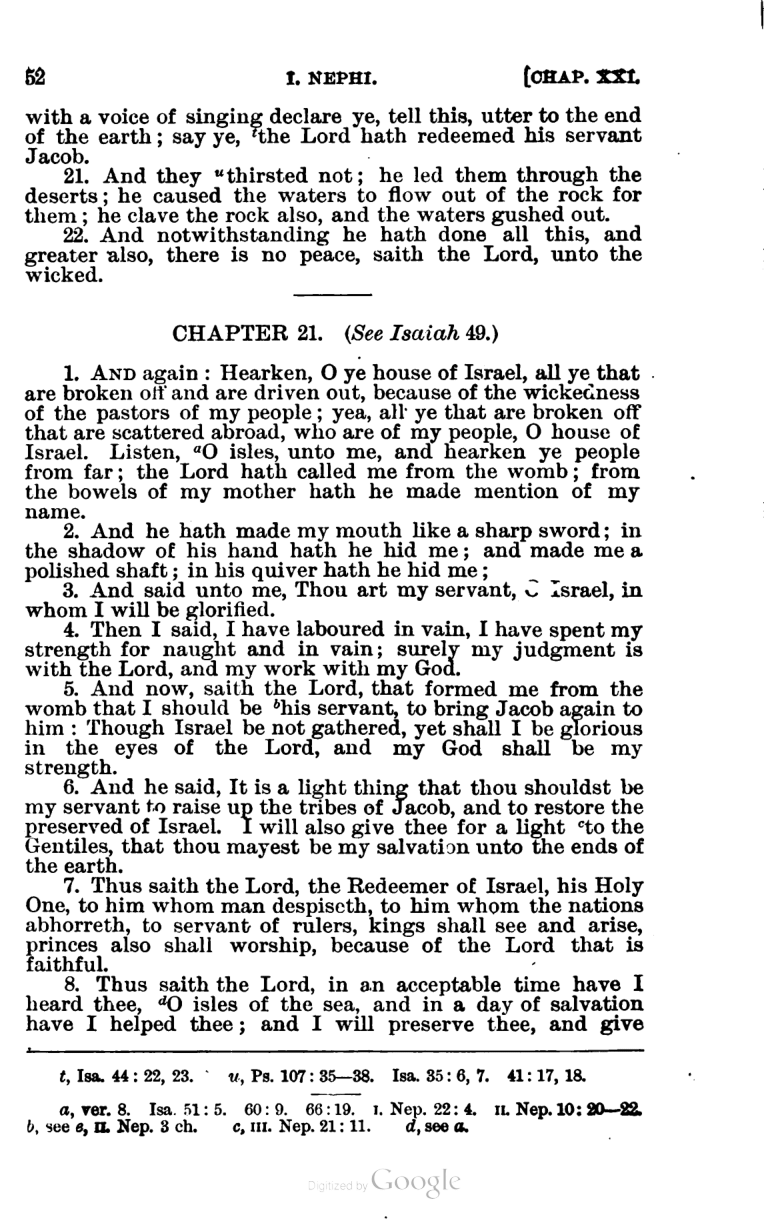 52 I. NEPHI. [CHAP. XXI.
with a voice of singing declare ye, tell this, utter to the end
of the earth; say ye, ᵗthe Lord hath redeemed his servant
Jacob.
21. And they ᵘthirsted not; he led them through the
deserts; he caused the waters to flow out of the rock for
them; he clave the rock also, and the waters gushed out.
22. And notwithstanding he hath done all this, and
greater also, there is no peace, saith the Lord, unto the
wicked.
CHAPTER 21. (See Isaiah 49.)
1. AND again: Hearken, O ye house of Israel, all ye that
are broken off and are driven out, because of the wickedness
of the pastors of my people; yea, all ye that are broken off
that are scattered abroad, who are of my people, O house of
Israel. Listen, ᵃO isles, unto me, and hearken ye people
from far; the Lord hath called me from the womb; from
the bowels of my mother hath he made mention of my
name.
2. And he hath made my mouth like a sharp sword; in
the shadow of his hand hath he hid me; and made me a
polished shaft; in his quiver hath he hid me;
3. And said unto me, Thou art my servant, O Israel, in
whom I will be glorified.
4. Then I said, I have laboured in vain, I have spent my
strength for naught and in vain; surely my judgment is
with the Lord, and my work with my God.
5. And now, saith the Lord, that formed me from the
womb that I should be ᵇhis servant, to bring Jacob again to
him: Though Israel be not gathered, yet shall I be glorious
in the eyes of the Lord, and my God shall be my
strength.
6. And he said, It is a light thing that thou shouldst be
my servant to raise up the tribes of Jacob, and to restore the
preserved of Israel. I will also give thee for a light ᶜto the
Gentiles, that thou mayest be my salvation unto the ends of
the earth.
7. Thus saith the Lord, the Redeemer of Israel, his Holy
One, to him whom man despiseth, to him whom the nations
abhorreth, to servant of rulers, kings shall see and arise,
princes also shall worship, because of the Lord that is
faithful.
8. Thus saith the Lord, in an acceptable time have I
heard thee, ᵈO isles of the sea, and in a day of salvation
have I helped thee; and I will preserve thee, and give
t, Isa. 44: 22, 23. u, Ps. 107: 35—38. Isa. 35: 6, 7. 41: 17, 18.
a, ver. 8. Isa. 51: 5. 60: 9. 66: 19. I. Nep. 22: 4. II. Nep. 10: 20—22.
b, see e, II. Nep. 3 ch. c, III. Nep. 21: 11. d, see a.
Digitized by Google